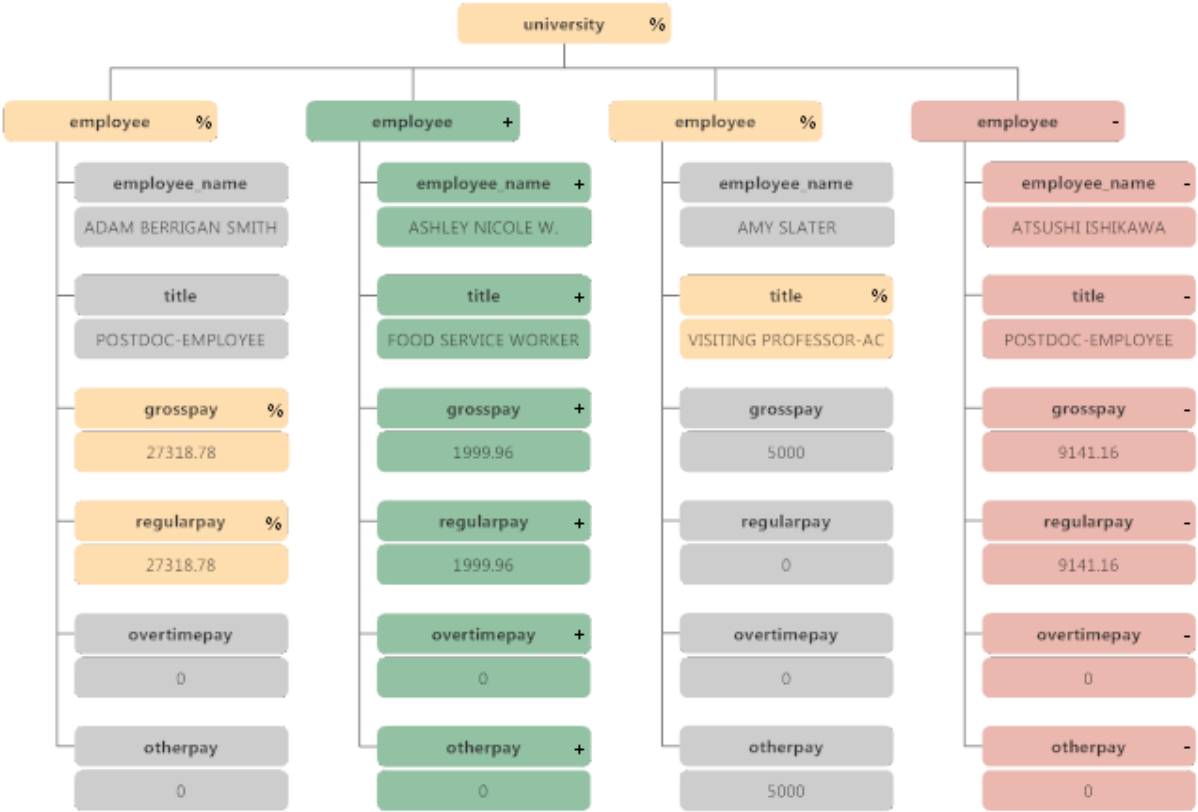 university %
employee % employee + employee % employee -
employee_name employee_name + employee_name employee_name -
ADAM BERRIGAN SMITH ASHLEY NICOLE W. AMY SLATER ATSUSHI ISHIKAWA
title title + title % title -
POSTDOC-EMPLOYEE FOOD SERVICE WORKER VISITING PROFESSOR-AC POSTDOC-EMPLOYEE
grosspay % grosspay + grosspay grosspay -
27318.78 1999.96 5000 9141.16
regularpay % regularpay + regularpay regularpay -
27318.78 1999.96 0 9141.16
overtimepay overtimepay + overtimepay overtimepay -
0 0 0 0
otherpay otherpay + otherpay otherpay -
0 0 5000 0